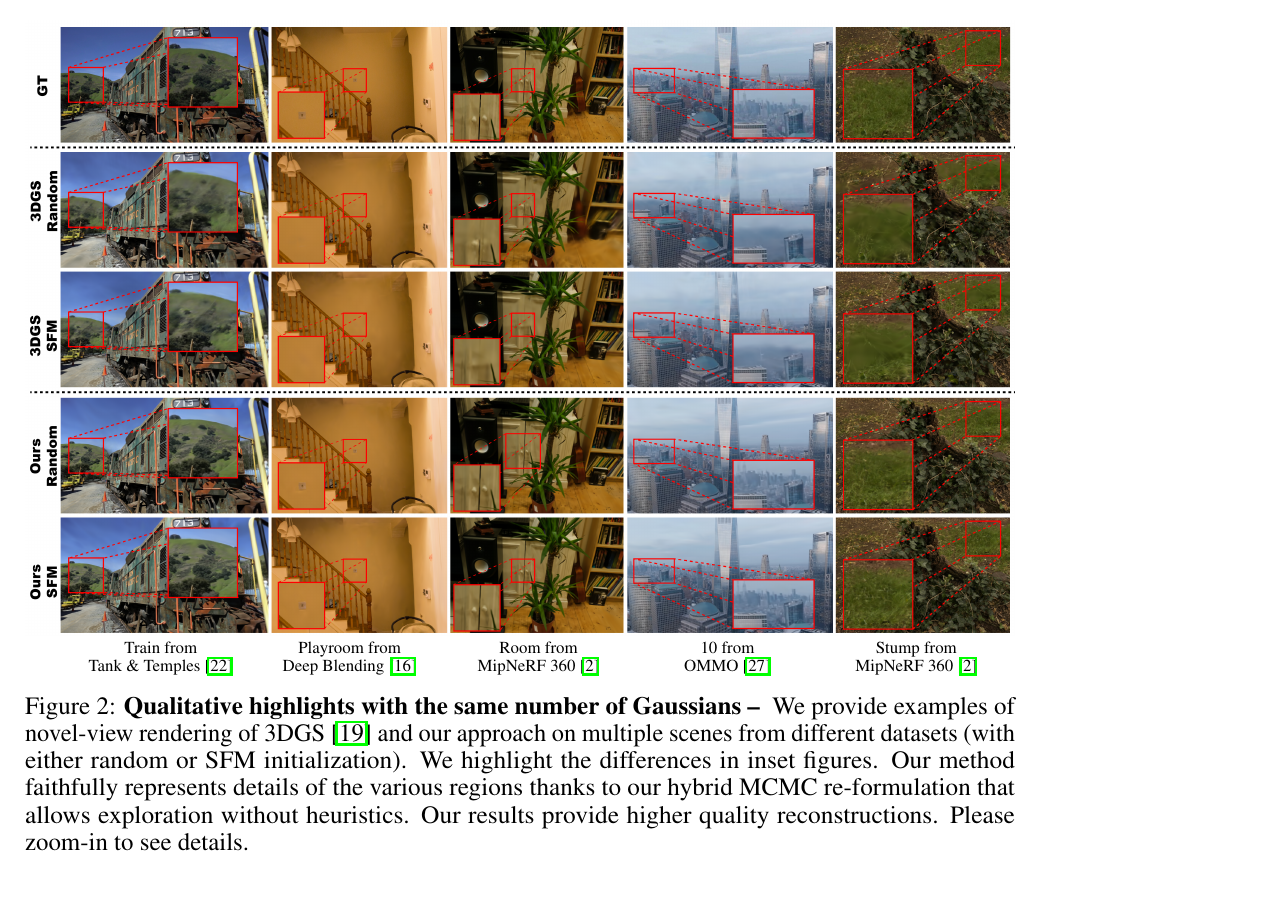 GT
713
3DGS
Random
713
3DGS
SFM
713
Ours
Random
713
Ours
SFM
713
Train from
Tank & Temples [22]
Playroom from
Deep Blending [16]
Room from
MipNeRF 360 [2]
10 from
OMMO [27]
Stump from
MipNeRF 360 [2]
Figure 2: Qualitative highlights with the same number of Gaussians – We provide examples of
novel-view rendering of 3DGS [19] and our approach on multiple scenes from different datasets (with
either random or SFM initialization). We highlight the differences in inset figures. Our method
faithfully represents details of the various regions thanks to our hybrid MCMC re-formulation that
allows exploration without heuristics. Our results provide higher quality reconstructions. Please
zoom-in to see details.